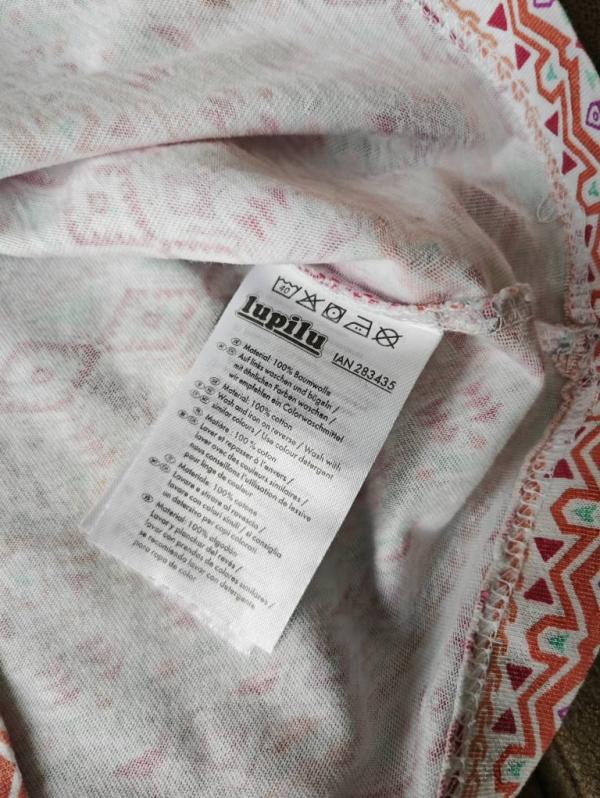 40
lupilu
IAN 283435
Material: 100% Baumwolle
Auf links waschen und bügeln /
mit ähnlichen Farben waschen /
wir empfehlen ein Colorwaschmittel
Material: 100% cotton
Wash and iron on reverse / Wash with
similar colours / Use colour detergent
Matière: 100 % coton
Laver et repasser à l'envers /
laver avec des couleurs similaires /
nous conseillons l'utilisation de lessive
pour linge de couleur
Materiale: 100% cotone
Lavare e stirare al rovescio /
lavare con colori simili / si consiglia
un detersivo per capi colorati
Material: 100% algodón
Lavar y planchar del revés /
lavar con prendas de colores similares /
se recomienda lavar con detergente
para ropa de color